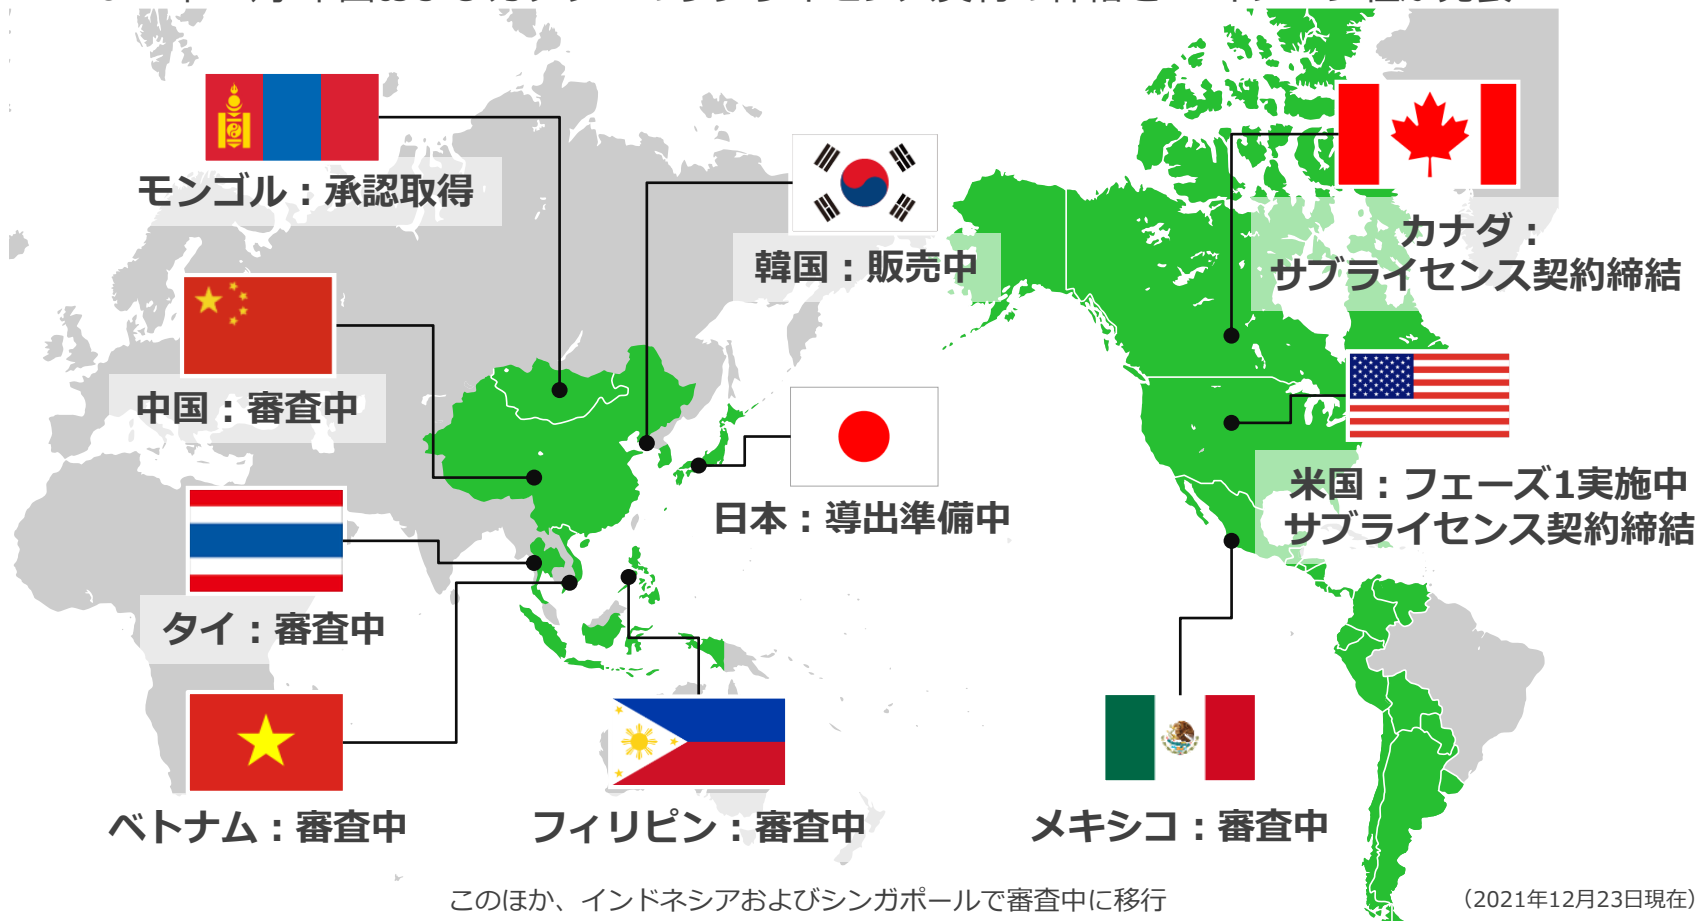 モンゴル：承認取得
韓国：販売中
カナダ：
サブライセンス契約締結
中国：審査中
日本：導出準備中
米国：フェーズ1実施中
サブライセンス契約締結
タイ：審査中
ベトナム：審査中
フィリピン：審査中
メキシコ：審査中
このほか、インドネシアおよびシンガポールで審査中に移行
（2021年12月23日現在）